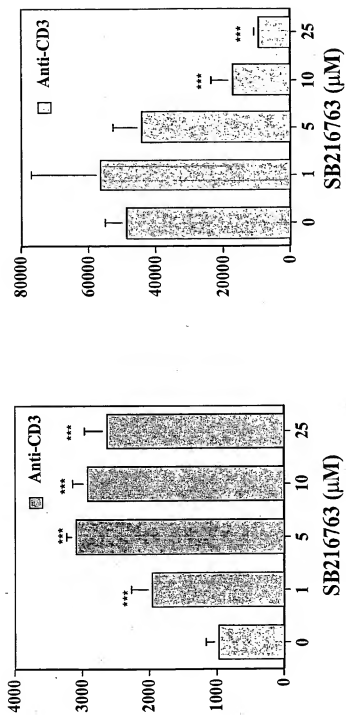 80000
60000
40000
20000
0
Anti-CD3
***
***
0 1 5 10 25
SB216763 (µM)
4000
3000
2000
1000
0
Anti-CD3
***
***
***
***
0 1 5 10 25
SB216763 (µM)